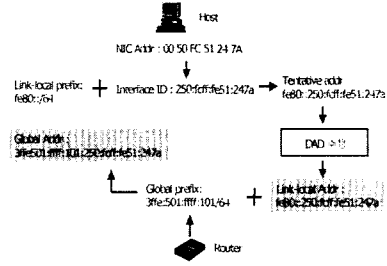 Host
NIC Addr : 00 50 FC 51 24 7A
Link-local prefix:
fe80::/64
Interface ID : 250:fcff:fe51:247a
Tentative addr
fe80::250:fcff:fe51:247a
Global Addr :
3ffe:501:ffff:101:250:fcff:fe51:247a
DAD
Global prefix:
3ffe:501:ffff:101/64
Link-local Addr :
fe80::250:fcff:fe51:247a
Router